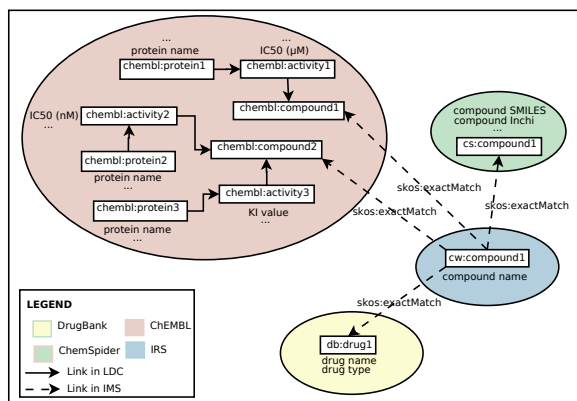 ...
protein name
chembl:protein1
...
IC50 (µM)
chembl:activity1
chembl:compound1
...
IC50 (nM)
...
chembl:activity2
chembl:protein2
protein name
...
chembl:compound2
chembl:protein3
protein name
...
chembl:activity3
KI value
...
compound SMILES
compound Inchi
...
cs:compound1
skos:exactMatch
skos:exactMatch
skos:exactMatch
cw:compound1
compound name
skos:exactMatch
db:drug1
drug name
drug type
LEGEND
DrugBank
ChEMBL
ChemSpider
IRS
Link in LDC
Link in IMS